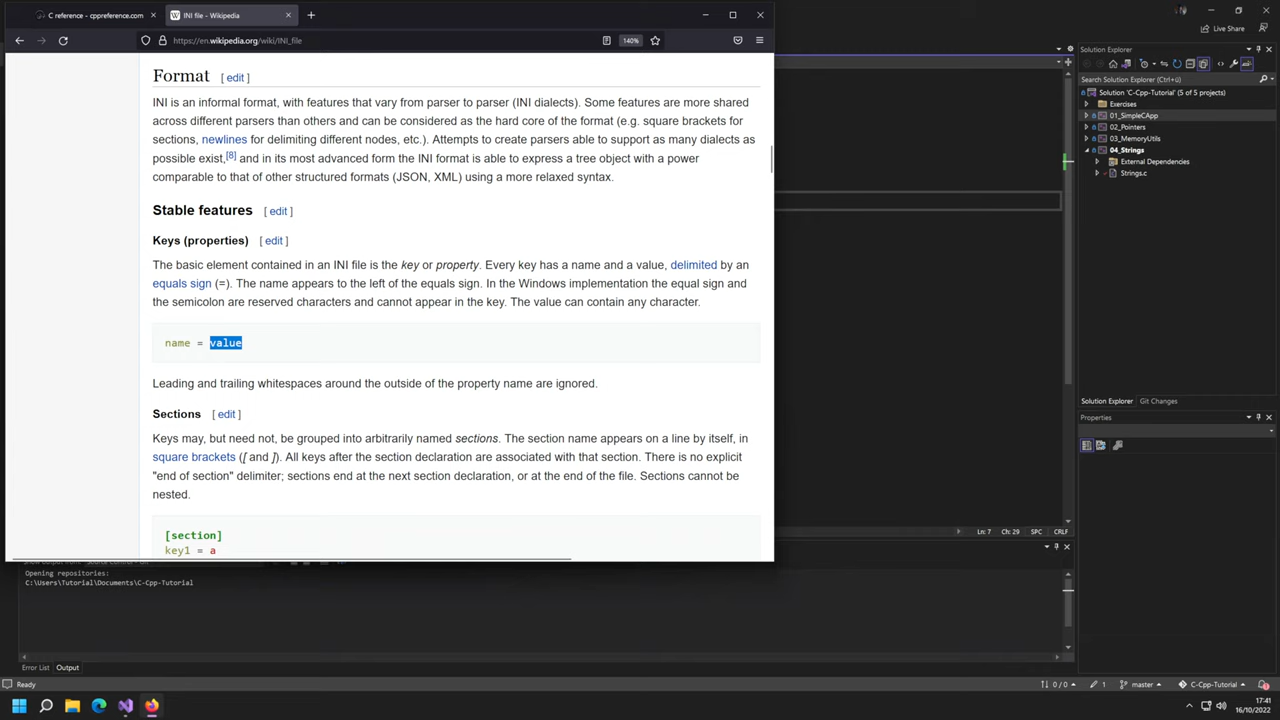 C reference - cppreference.com
INI file - Wikipedia
https://en.wikipedia.org/wiki/INI_file
140%
Format [ edit ]
INI is an informal format, with features that vary from parser to parser (INI dialects). Some features are more shared
across different parsers than others and can be considered as the hard core of the format (e.g. square brackets for
sections, newlines for delimiting different nodes, etc.). Attempts to create parsers able to support as many dialects as
possible exist,[8] and in its most advanced form the INI format is able to express a tree object with a power
comparable to that of other structured formats (JSON, XML) using a more relaxed syntax.
Stable features [ edit ]
Keys (properties) [ edit ]
The basic element contained in an INI file is the key or property. Every key has a name and a value, delimited by an
equals sign (=). The name appears to the left of the equals sign. In the Windows implementation the equal sign and
the semicolon are reserved characters and cannot appear in the key. The value can contain any character.
name = value
Leading and trailing whitespaces around the outside of the property name are ignored.
Sections [ edit ]
Keys may, but need not, be grouped into arbitrarily named sections. The section name appears on a line by itself, in
square brackets ([ and ]). All keys after the section declaration are associated with that section. There is no explicit
"end of section" delimiter; sections end at the next section declaration, or at the end of the file. Sections cannot be
nested.
[section]
key1 = a
Live Share
Solution Explorer
Search Solution Explorer (Ctrl+ü)
Solution 'C-Cpp-Tutorial' (5 of 5 projects)
Exercises
01_SimpleCApp
02_Pointers
03_MemoryUtils
04_Strings
External Dependencies
Strings.c
Solution Explorer Git Changes
Properties
Ln: 7 Ch: 29 SPC CRLF
Opening repositories:
C:\Users\Tutorial\Documents\C-Cpp-Tutorial
Error List Output
Ready
0 / 0 1 master C-Cpp-Tutorial
17:41
16/10/2022